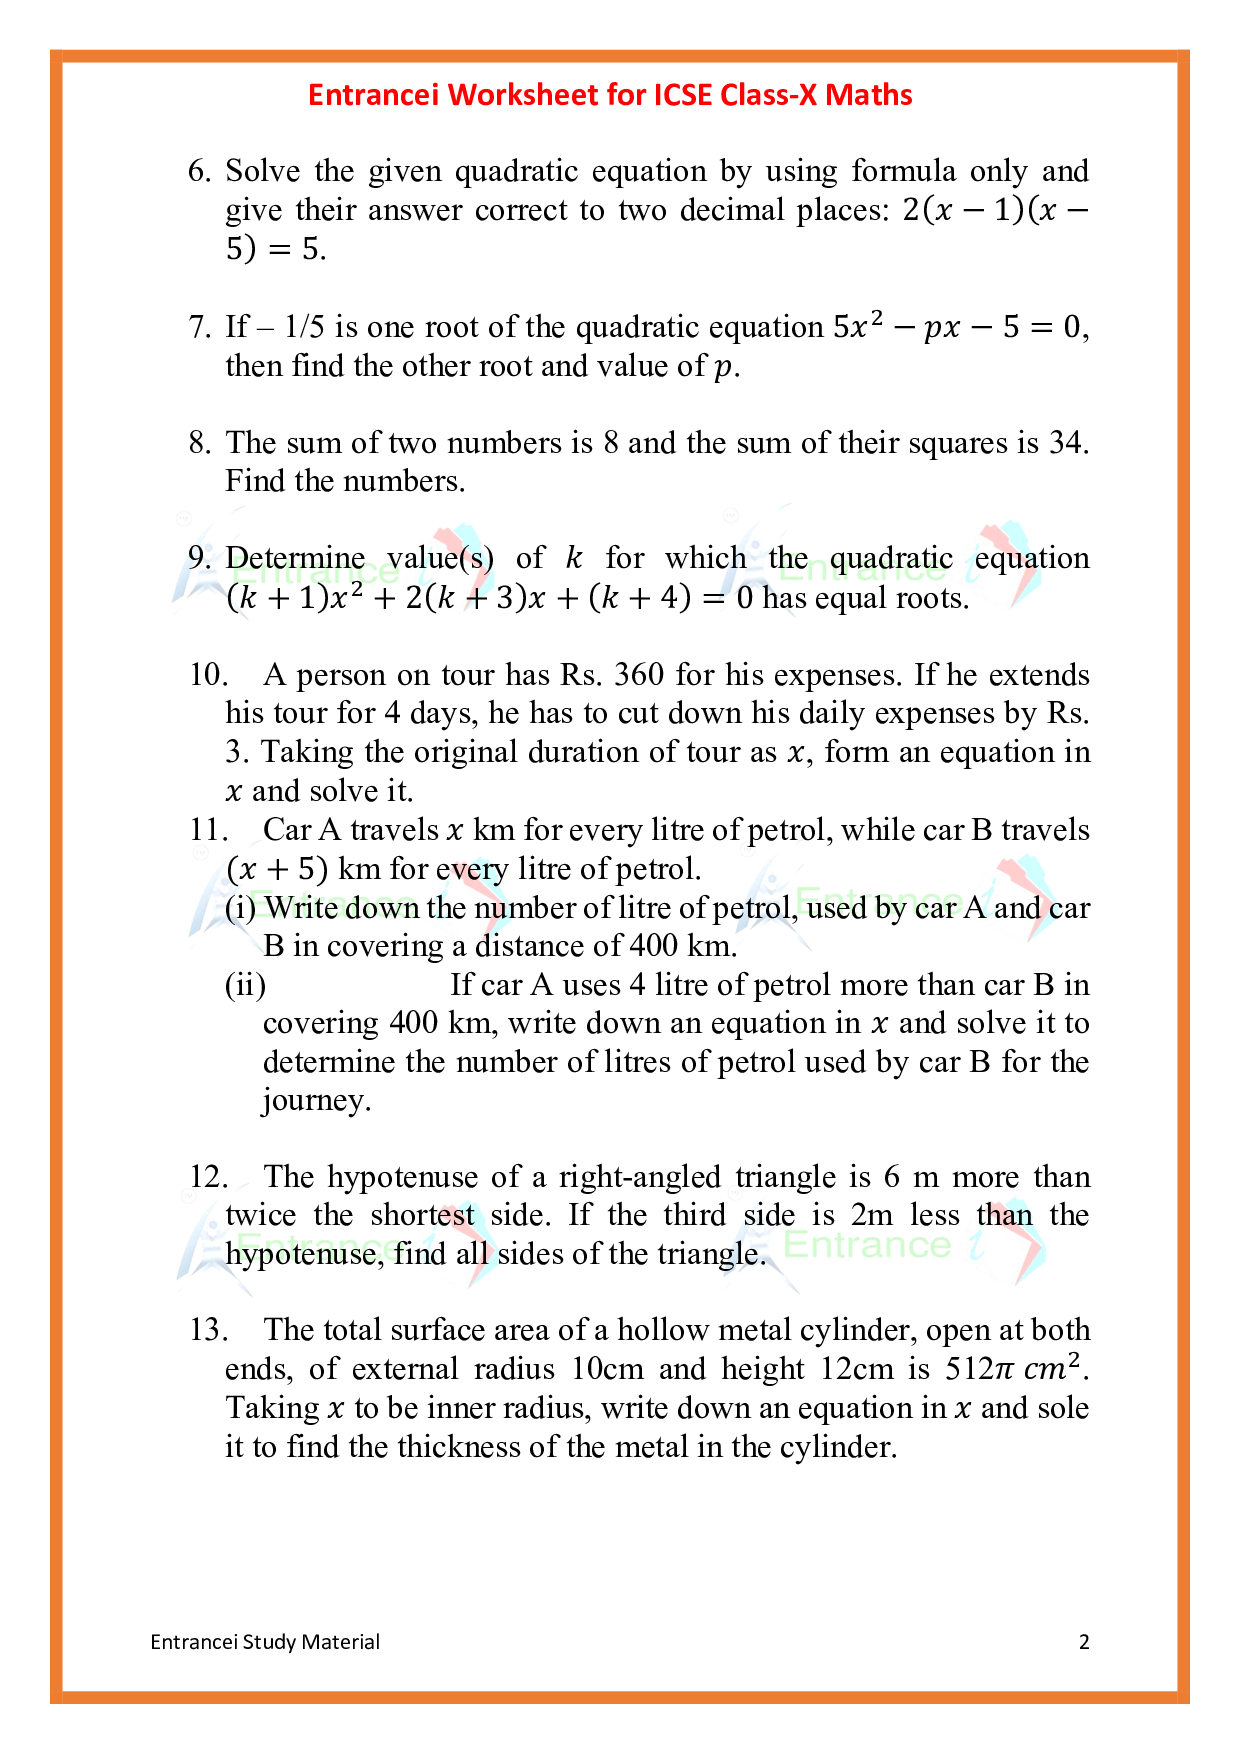 Entrancei Worksheet for ICSE Class-X Maths
6. Solve the given quadratic equation by using formula only and
give their answer correct to two decimal places: 2(𝑥 − 1)(𝑥 −
5) = 5.
7. If – 1/5 is one root of the quadratic equation 5𝑥² − 𝑝𝑥 − 5 = 0,
then find the other root and value of 𝑝.
8. The sum of two numbers is 8 and the sum of their squares is 34.
Find the numbers.
9. Determine value(s) of 𝑘 for which the quadratic equation
(𝑘 + 1)𝑥² + 2(𝑘 + 3)𝑥 + (𝑘 + 4) = 0 has equal roots.
10. A person on tour has Rs. 360 for his expenses. If he extends
his tour for 4 days, he has to cut down his daily expenses by Rs.
3. Taking the original duration of tour as 𝑥, form an equation in
𝑥 and solve it.
11. Car A travels 𝑥 km for every litre of petrol, while car B travels
(𝑥 + 5) km for every litre of petrol.
(i) Write down the number of litre of petrol, used by car A and car
B in covering a distance of 400 km.
(ii) If car A uses 4 litre of petrol more than car B in
covering 400 km, write down an equation in 𝑥 and solve it to
determine the number of litres of petrol used by car B for the
journey.
12. The hypotenuse of a right-angled triangle is 6 m more than
twice the shortest side. If the third side is 2m less than the
hypotenuse, find all sides of the triangle.
13. The total surface area of a hollow metal cylinder, open at both
ends, of external radius 10cm and height 12cm is 512𝜋 𝑐𝑚².
Taking 𝑥 to be inner radius, write down an equation in 𝑥 and sole
it to find the thickness of the metal in the cylinder.
Entrance i
Entrance i
Entrance i
Entrance i
Entrance i
Entrance i
Entrancei Study Material 2